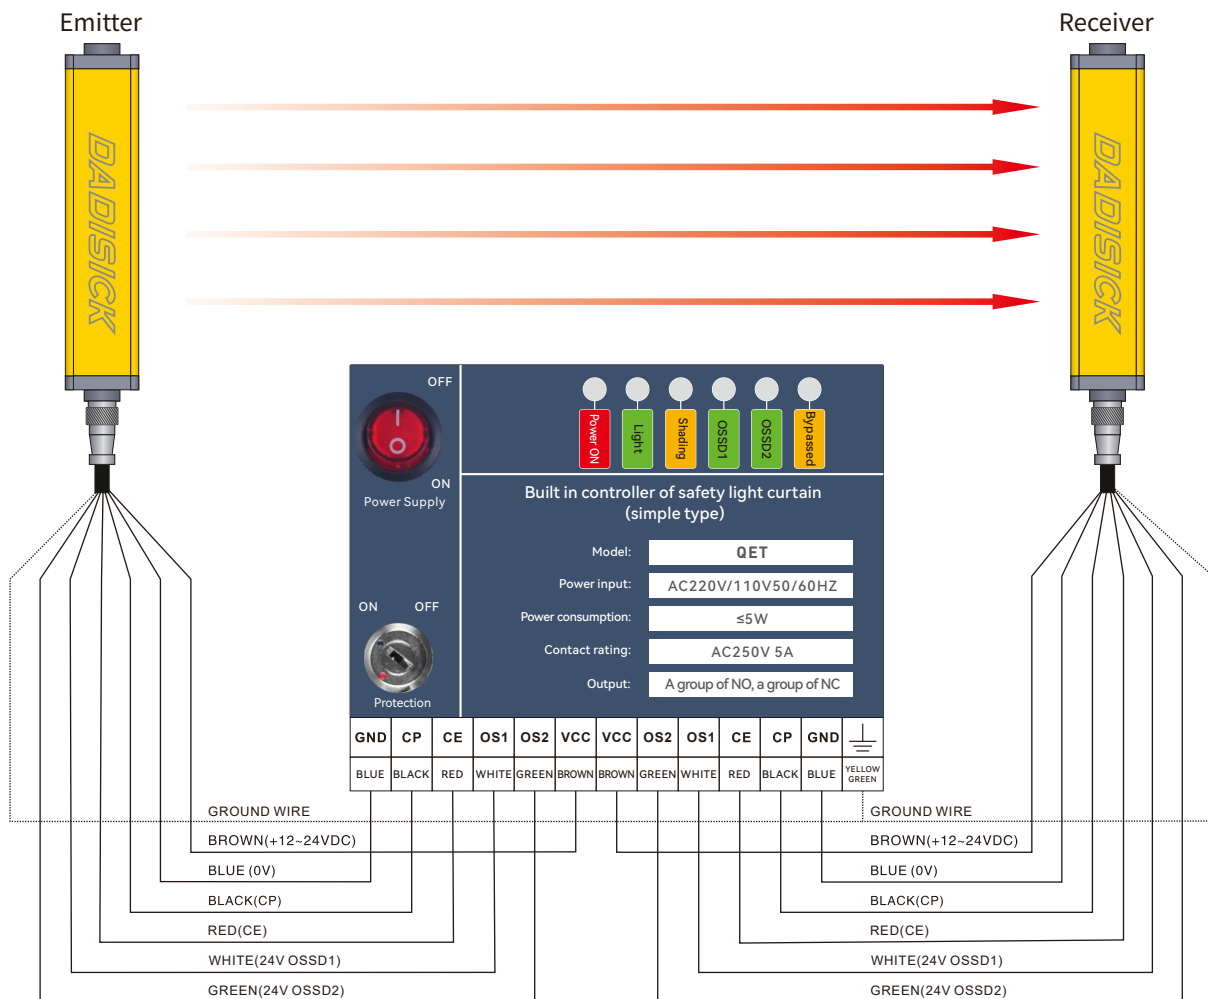 Emitter
Receiver
DADISICK
DADISICK
OFF
I
O
ON
Power Supply
Power ON
Light
Shading
OSSD1
OSSD2
Bypassed
Built in controller of safety light curtain
(simple type)
Model: QET
Power input: AC220V/110V50/60HZ
Power consumption: ≤5W
Contact rating: AC250V 5A
Output: A group of NO, a group of NC
ON OFF
Protection
GND CP CE OS1 OS2 VCC VCC OS2 OS1 CE CP GND
BLUE BLACK RED WHITE GREEN BROWN BROWN GREEN WHITE RED BLACK BLUE YELLOW
GREEN
GROUND WIRE
BROWN(+12~24VDC)
BLUE (0V)
BLACK(CP)
RED(CE)
WHITE(24V OSSD1)
GREEN(24V OSSD2)
GROUND WIRE
BROWN(+12~24VDC)
BLUE (0V)
BLACK(CP)
RED(CE)
WHITE(24V OSSD1)
GREEN(24V OSSD2)